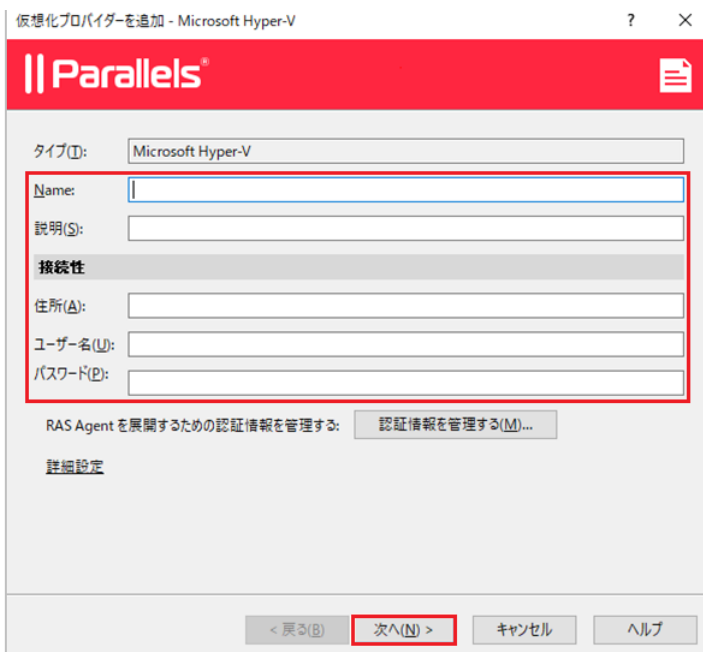 仮想化プロバイダーを追加 - Microsoft Hyper-V ? ×
Parallels®
タイプ(T): Microsoft Hyper-V
Name:
説明(S):
接続性
住所(A):
ユーザー名(U):
パスワード(P):
RAS Agent を展開するための認証情報を管理する: 認証情報を管理する(M)...
詳細設定
< 戻る(B) 次へ(N) > キャンセル ヘルプ